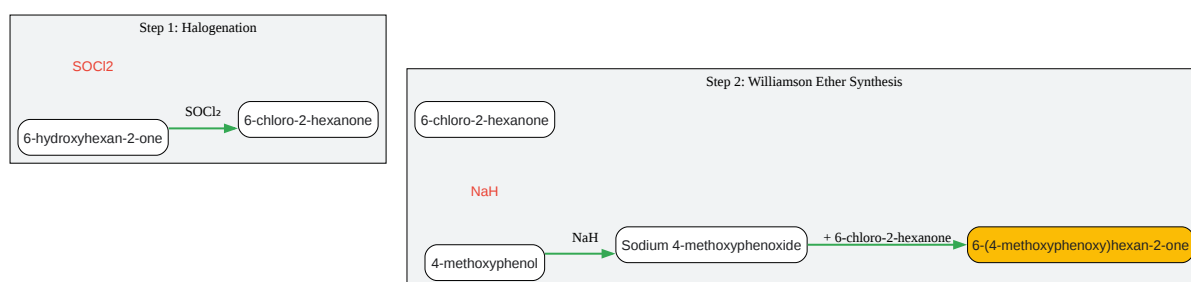 Step 1: Halogenation
SOCl2
SOCl₂
6-hydroxyhexan-2-one
6-chloro-2-hexanone
Step 2: Williamson Ether Synthesis
6-chloro-2-hexanone
NaH
4-methoxyphenol
NaH
Sodium 4-methoxyphenoxide
+ 6-chloro-2-hexanone
6-(4-methoxyphenoxy)hexan-2-one